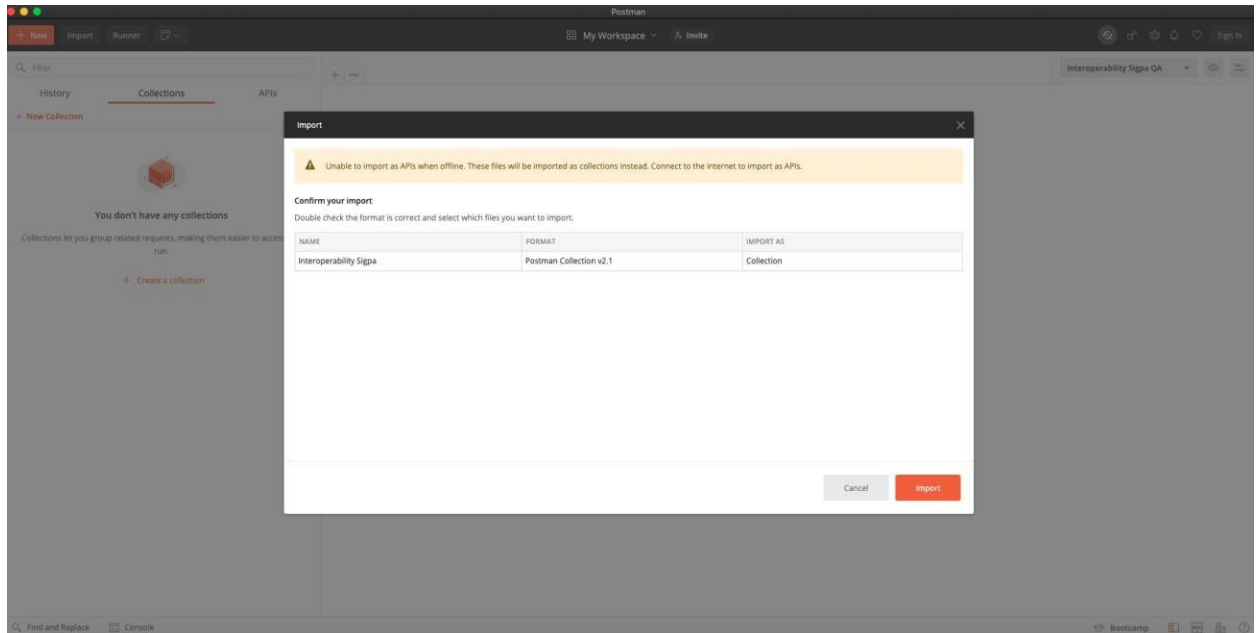 Postman
+ New Import Runner
My Workspace Invite
Sign In
Filter
History Collections APIs
+ New Collection
Interoperability Sigpa QA
You don't have any collections
Collections let you group related requests, making them easier to access
run.
+ Create a collection
Import
Unable to import as APIs when offline. These files will be imported as collections instead. Connect to the internet to import as APIs.
Confirm your import
Double check the format is correct and select which files you want to import.
NAME FORMAT IMPORT AS
Interoperability Sigpa Postman Collection v2.1 Collection
Cancel Import
Find and Replace Console
Bootcamp